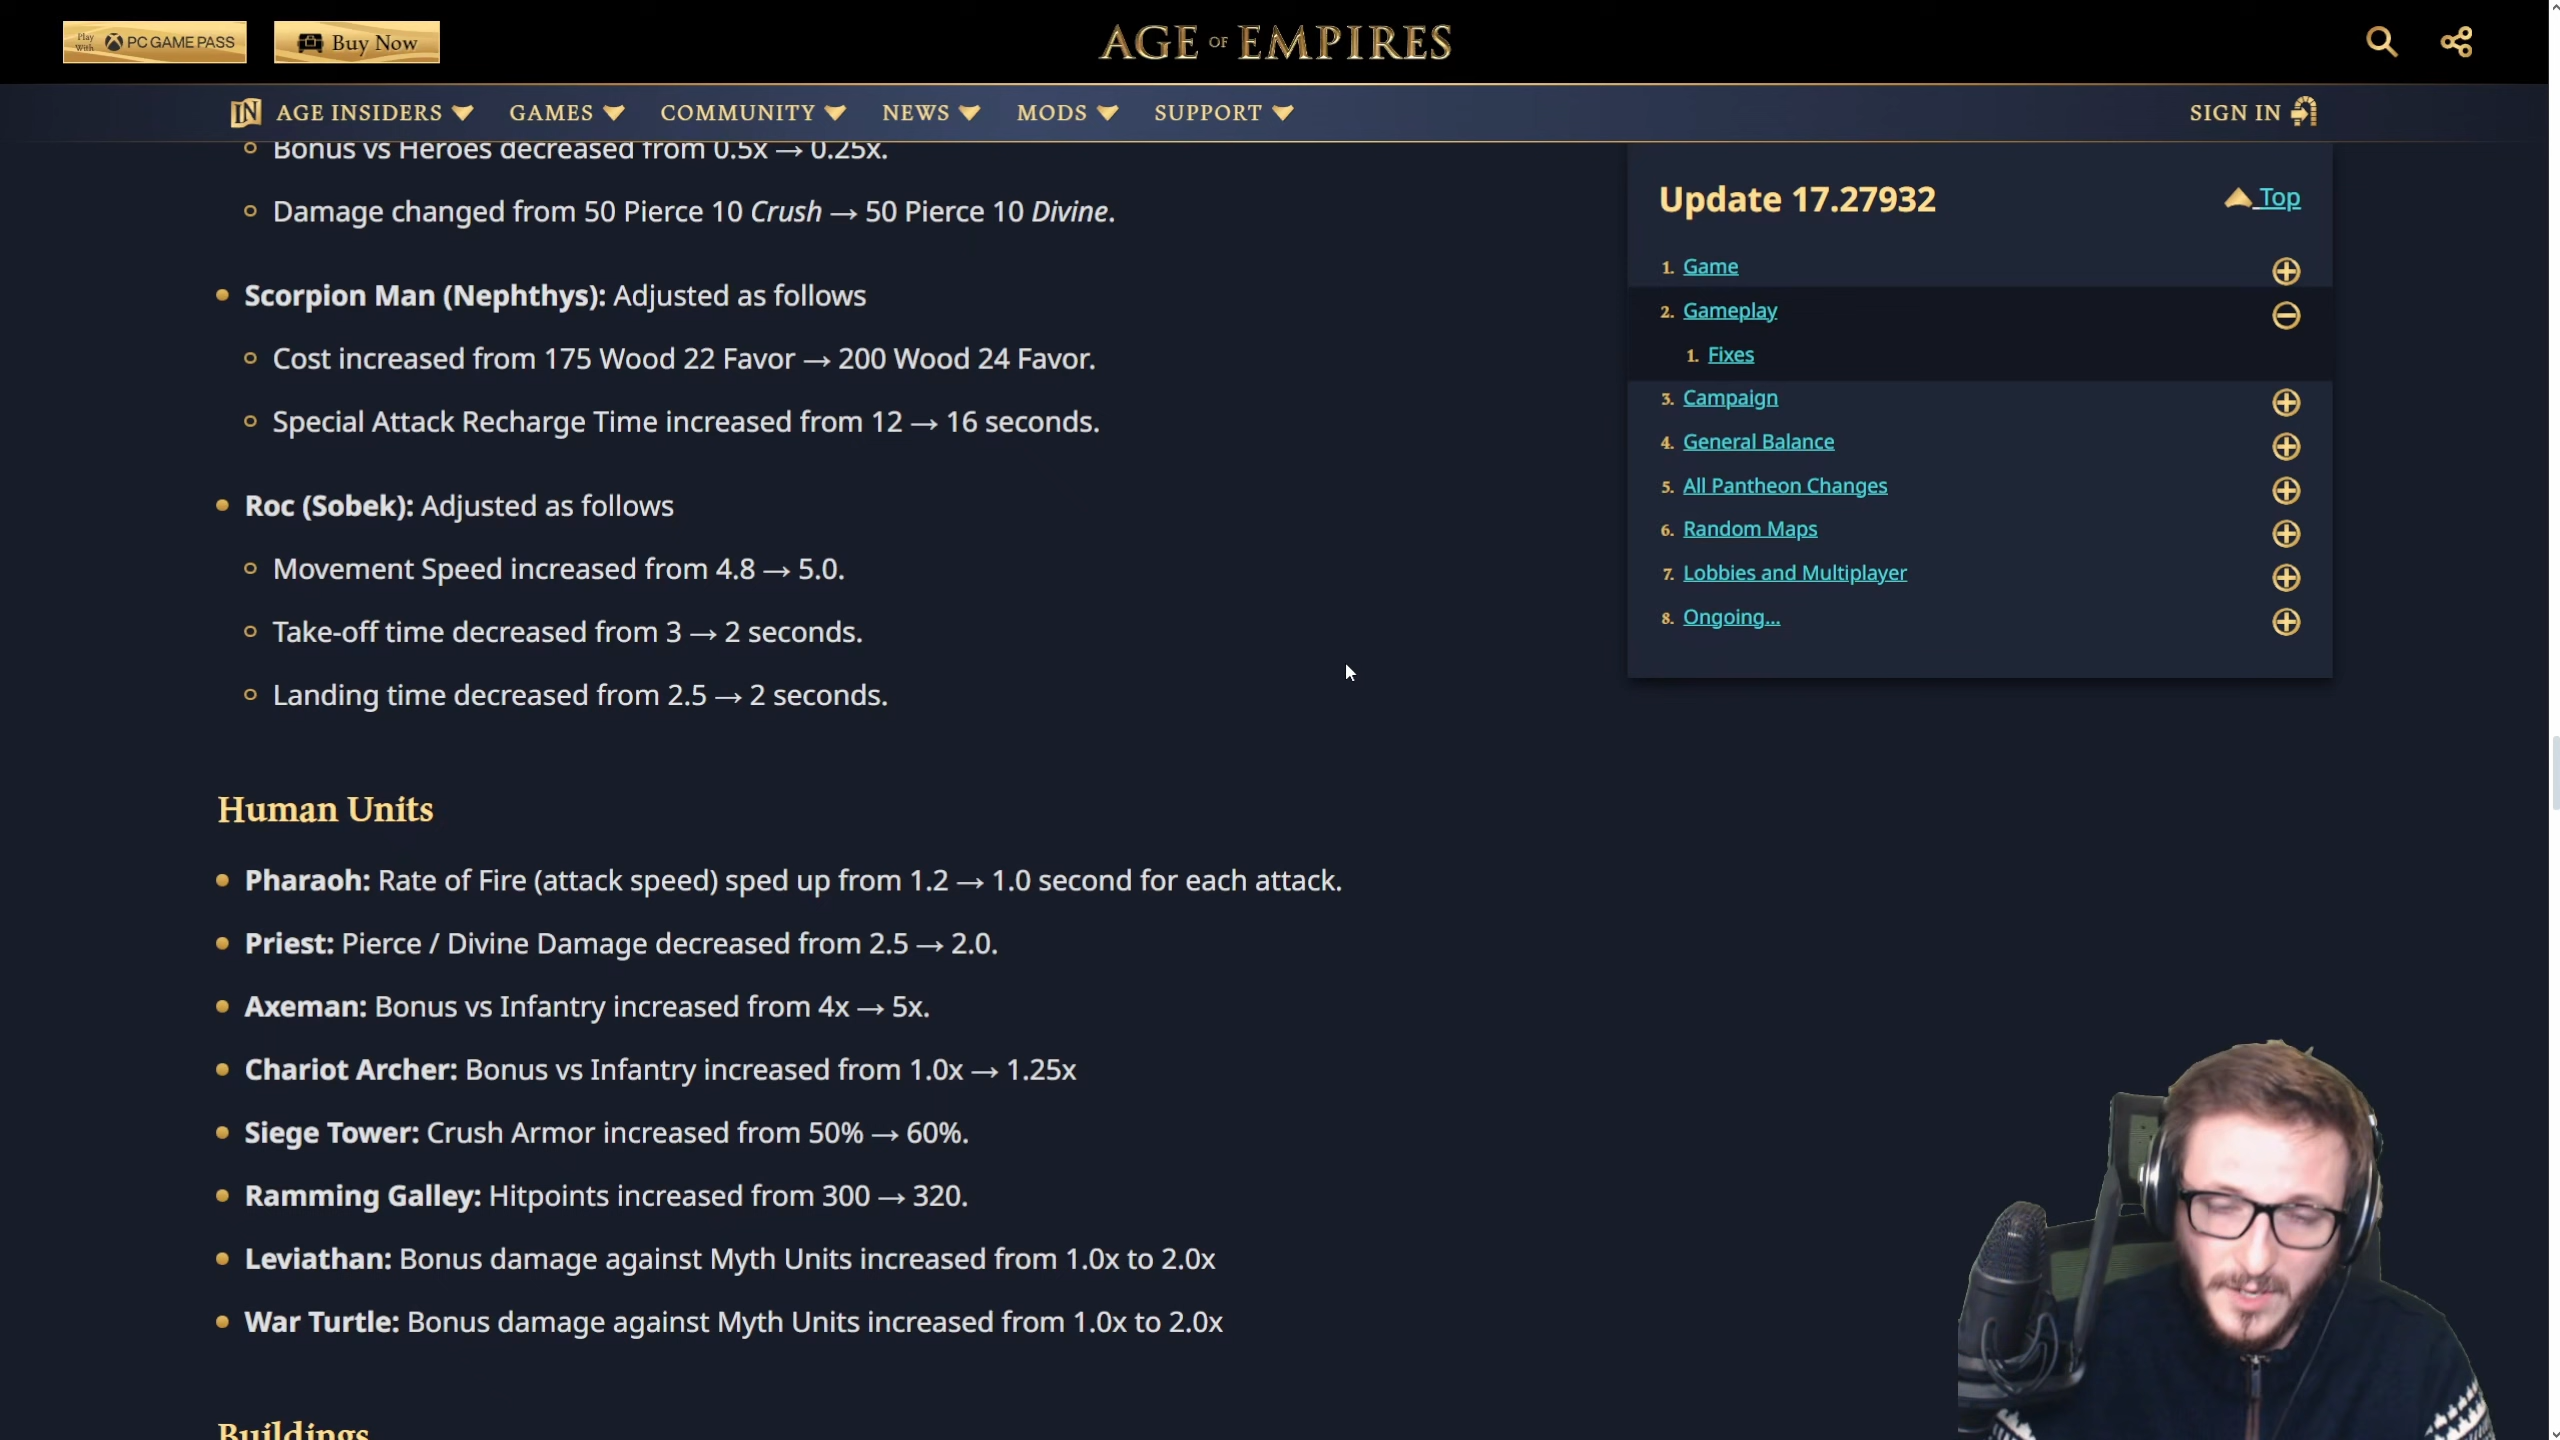 Play With PC GAME PASS
Buy Now
AGE OF EMPIRES
IN AGE INSIDERS GAMES COMMUNITY NEWS MODS SUPPORT SIGN IN
Bonus vs Heroes decreased from 0.5x → 0.25x.
Damage changed from 50 Pierce 10 Crush → 50 Pierce 10 Divine.
Scorpion Man (Nephthys): Adjusted as follows
Cost increased from 175 Wood 22 Favor → 200 Wood 24 Favor.
Special Attack Recharge Time increased from 12 → 16 seconds.
Roc (Sobek): Adjusted as follows
Movement Speed increased from 4.8 → 5.0.
Take-off time decreased from 3 → 2 seconds.
Landing time decreased from 2.5 → 2 seconds.
Human Units
Pharaoh: Rate of Fire (attack speed) sped up from 1.2 → 1.0 second for each attack.
Priest: Pierce / Divine Damage decreased from 2.5 → 2.0.
Axeman: Bonus vs Infantry increased from 4x → 5x.
Chariot Archer: Bonus vs Infantry increased from 1.0x → 1.25x
Siege Tower: Crush Armor increased from 50% → 60%.
Ramming Galley: Hitpoints increased from 300 → 320.
Leviathan: Bonus damage against Myth Units increased from 1.0x to 2.0x
War Turtle: Bonus damage against Myth Units increased from 1.0x to 2.0x
Buildings
Update 17.27932 Top
1. Game
2. Gameplay
1. Fixes
3. Campaign
4. General Balance
5. All Pantheon Changes
6. Random Maps
7. Lobbies and Multiplayer
8. Ongoing...